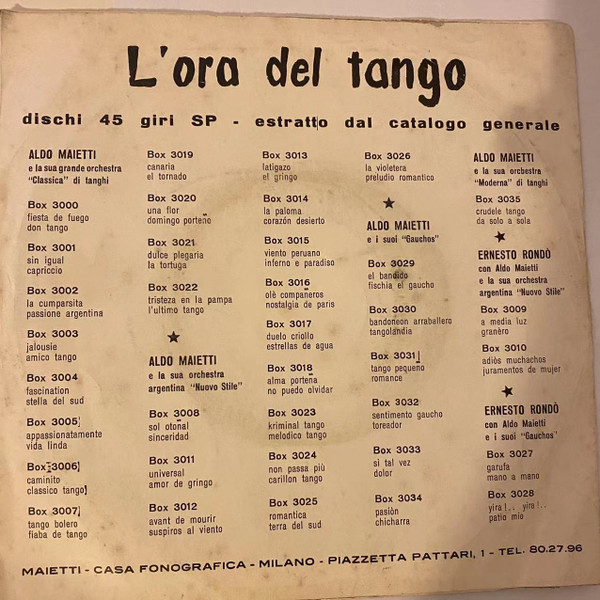 L'ora del tango
dischi 45 giri SP - estratto dal catalogo generale
ALDO MAIETTI
e la sua grande orchestra
"Classica" di tanghi
Box 3000
fiesta de fuego
don tango
Box 3001
sin igual
capriccio
Box 3002
la cumparsita
passione argentina
Box 3003
jalousie
amico tango
Box 3004
fascination
stella del sud
Box 3005
appassionatamente
vida linda
Box 3006
caminito
classico tango
Box 3007
tango bolero
fiaba de tango
Box 3019
canaria
el tornado
Box 3020
una flor
domingo porteño
Box 3021
dulce plegaria
la tortuga
Box 3022
tristeza en la pampa
l'ultimo tango
ALDO MAIETTI
e la sua orchestra
argentina "Nuovo Stile"
Box 3008
sol otoñal
sinceridad
Box 3011
universal
amor de gringo
Box 3012
avant de mourir
suspiros al viento
Box 3013
latigazo
el gringo
Box 3014
la paloma
corazón desierto
Box 3015
viento peruano
inferno e paradiso
Box 3016
olè compañeros
nostalgia de paris
Box 3017
duelo criollo
estrellas de agua
Box 3018
alma porteña
no puedo olvidar
Box 3023
kriminal tango
melodico tango
Box 3024
non passa più
carillon tango
Box 3025
romantica
terra del sud
Box 3026
la violetera
preludio romantico
ALDO MAIETTI
e i suoi "Gauchos"
Box 3029
el bandido
fischia el gaucho
Box 3030
bandoneon arraballero
tangolandia
Box 3031
tango pequeño
romance
Box 3032
sentimento gaucho
toreador
Box 3033
si tal vez
dolor
Box 3034
pasiòn
chicharra
ALDO MAIETTI
e la sua orchestra
"Moderna" di tanghi
Box 3035
crudele tango
da solo a sola
ERNESTO RONDÒ
con Aldo Maietti
e la sua orchestra
argentina "Nuovo Stile"
Box 3009
a media luz
granèro
Box 3010
adiòs muchachos
juramentos de mujer
ERNESTO RONDÒ
con Aldo Maietti
e i suoi "Gauchos"
Box 3027
garufa
mano a mano
Box 3028
yira!.. yira!..
patio mio
MAIETTI - CASA FONOGRAFICA - MILANO - PIAZZETTA PATTARI, 1 - TEL. 80.27.96